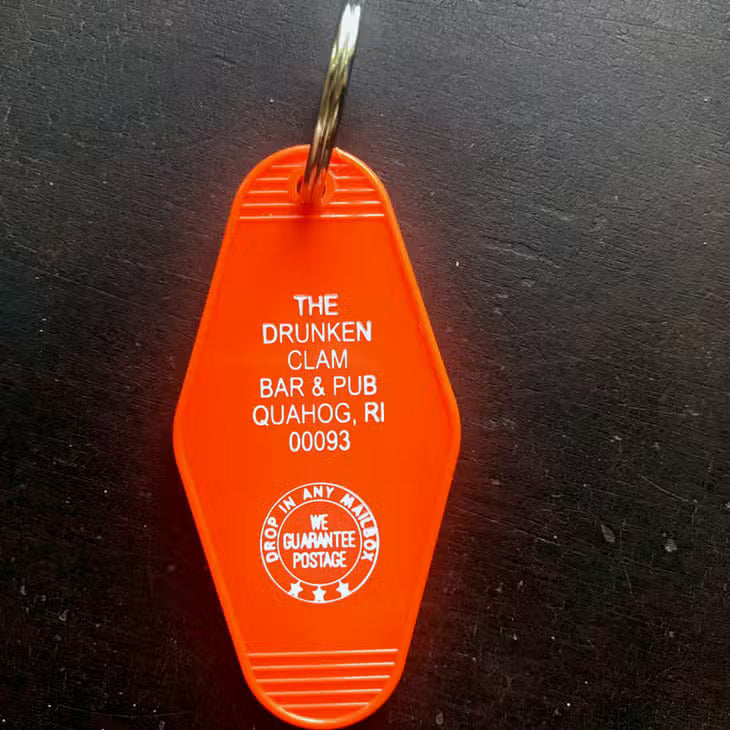 THE
DRUNKEN
CLAM
BAR & PUB
QUAHOG, RI
00093
DROP IN ANY MAILBOX
WE
GUARANTEE
POSTAGE